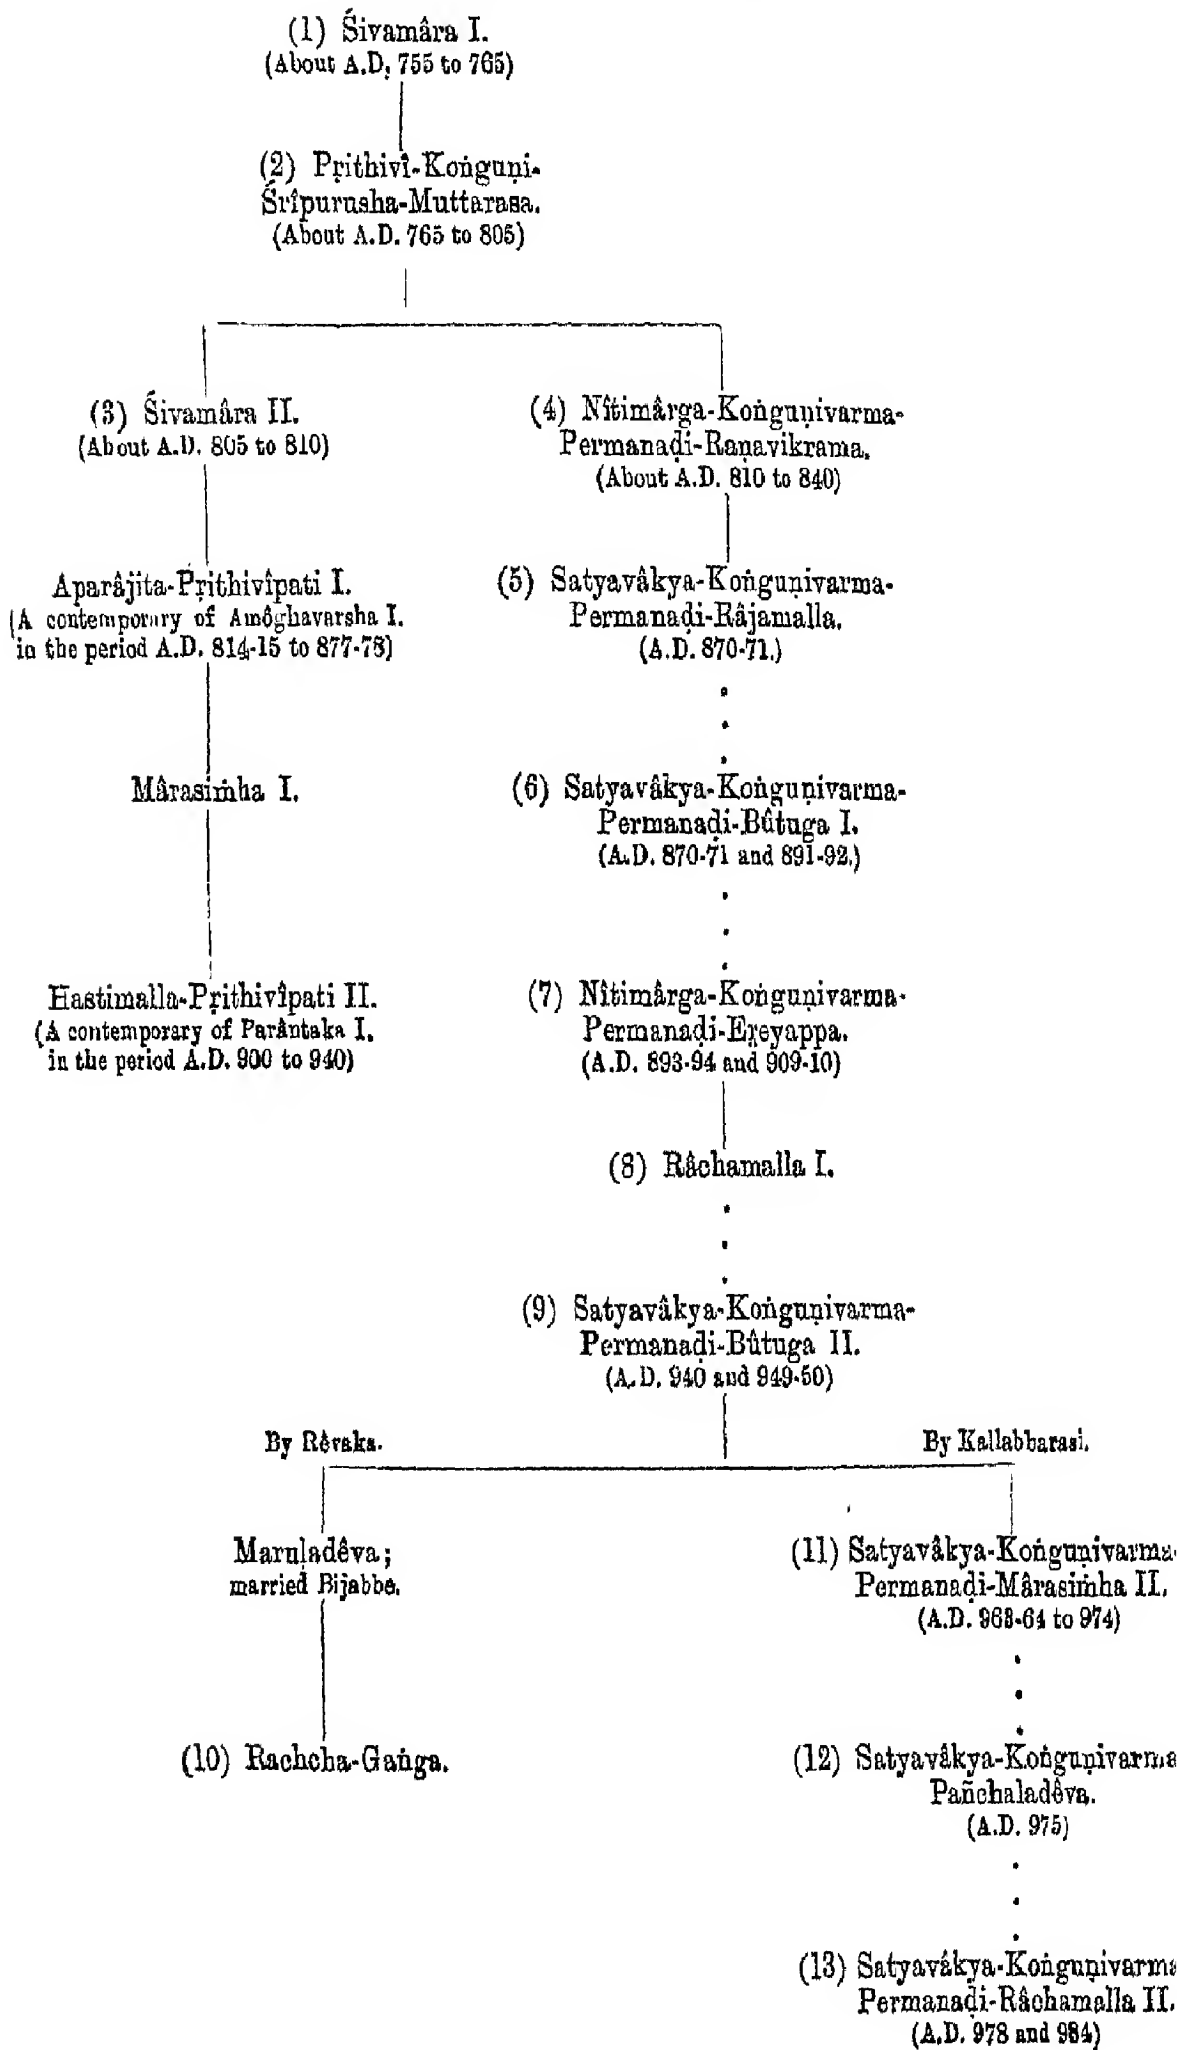 (1) Śivamâra I.
(About A.D. 755 to 765)
(2) Pṛithivî-Koṅguṇi-
Śrîpurusha-Muttarasa.
(About A.D. 765 to 805)
(3) Śivamâra II.
(About A.D. 805 to 810)
(4) Nîtimârga-Koṅguṇivarma-
Permanaḍi-Raṇavikrama.
(About A.D. 810 to 840)
Aparâjita-Pṛithivîpati I.
(A contemporary of Amôghavarsha I.
in the period A.D. 814-15 to 877-78)
(5) Satyavâkya-Koṅguṇivarma-
Permanaḍi-Râjamalla.
(A.D. 870-71.)
Mârasiṁha I.
(6) Satyavâkya-Koṅguṇivarma-
Permanaḍi-Bûtuga I.
(A.D. 870-71 and 891-92.)
Hastimalla-Pṛithivîpati II.
(A contemporary of Parântaka I.
in the period A.D. 900 to 940)
(7) Nîtimârga-Koṅguṇivarma-
Permanaḍi-Eṟeyappa.
(A.D. 893-94 and 909-10)
(8) Râchamalla I.
(9) Satyavâkya-Koṅguṇivarma-
Permanaḍi-Bûtuga II.
(A.D. 940 and 949-50)
By Rêvaka.
By Kallabbarasi.
Maruḷadêva;
married Bijabbe.
(11) Satyavâkya-Koṅguṇivarma-
Permanaḍi-Mârasiṁha II.
(A.D. 963-64 to 974)
(10) Rachcha-Gaṅga.
(12) Satyavâkya-Koṅguṇivarma
Pañchaladêva.
(A.D. 975)
(13) Satyavâkya-Koṅguṇivarma
Permanaḍi-Râchamalla II.
(A.D. 978 and 984)